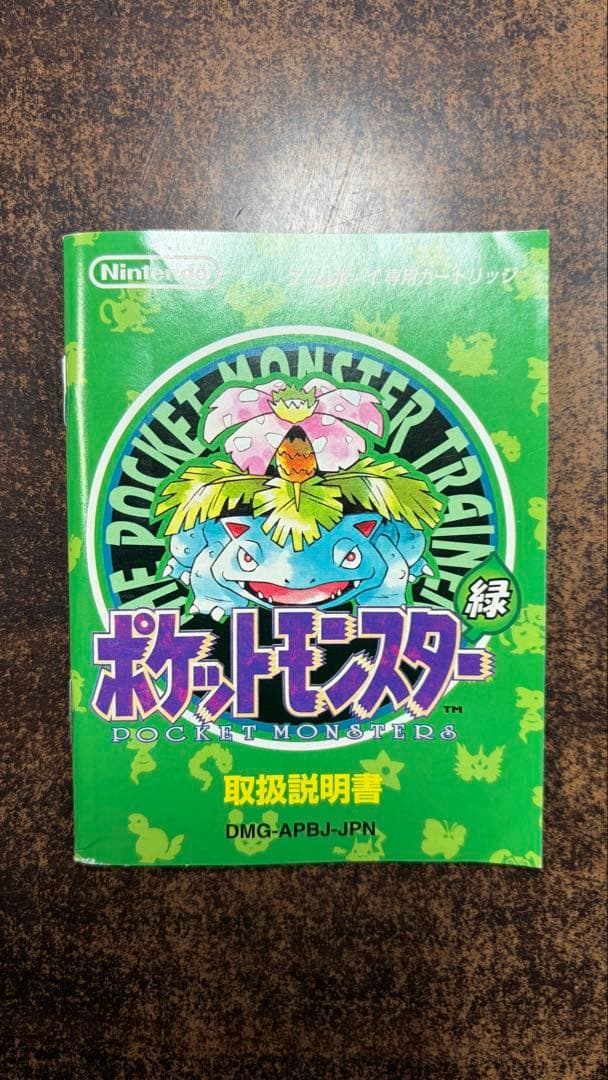 Nintendo
ゲームボーイ専用カートリッジ
THE POCKET MONSTER TRAINER
緑
ポケットモンスター
TM
POCKET MONSTERS
取扱説明書
DMG-APBJ-JPN